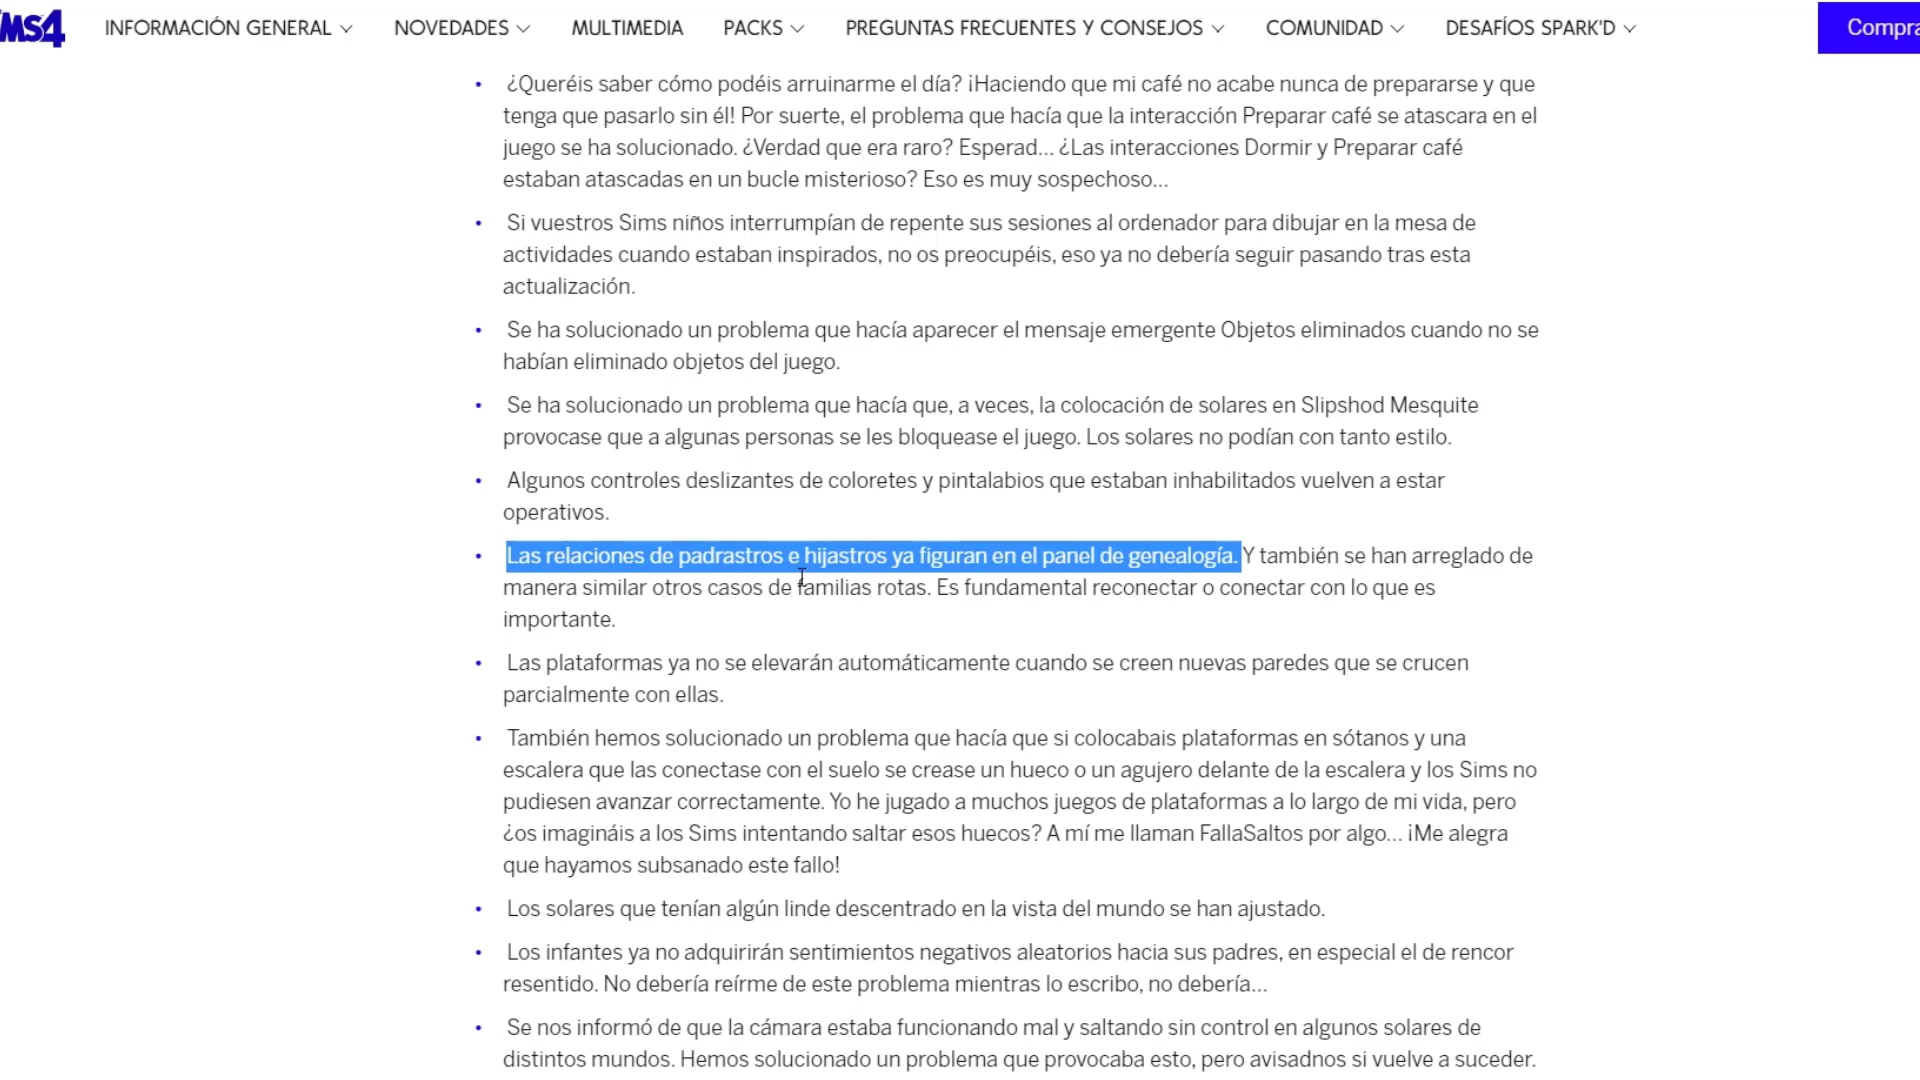 MS4 INFORMACIÓN GENERAL NOVEDADES MULTIMEDIA PACKS PREGUNTAS FRECUENTES Y CONSEJOS COMUNIDAD DESAFÍOS SPARK'D
• ¿Queréis saber cómo podéis arruinarme el día? ¡Haciendo que mi café no acabe nunca de prepararse y que
tenga que pasarlo sin él! Por suerte, el problema que hacía que la interacción Preparar café se atascara en el
juego se ha solucionado. ¿Verdad que era raro? Esperad... ¿Las interacciones Dormir y Preparar café
estaban atascadas en un bucle misterioso? Eso es muy sospechoso...
• Si vuestros Sims niños interrumpían de repente sus sesiones al ordenador para dibujar en la mesa de
actividades cuando estaban inspirados, no os preocupéis, eso ya no debería seguir pasando tras esta
actualización.
• Se ha solucionado un problema que hacía aparecer el mensaje emergente Objetos eliminados cuando no se
habían eliminado objetos del juego.
• Se ha solucionado un problema que hacía que, a veces, la colocación de solares en Slipshod Mesquite
provocase que a algunas personas se les bloquease el juego. Los solares no podían con tanto estilo.
• Algunos controles deslizantes de coloretes y pintalabios que estaban inhabilitados vuelven a estar
operativos.
• Las relaciones de padrastros e hijastros ya figuran en el panel de genealogía. Y también se han arreglado de
manera similar otros casos de familias rotas. Es fundamental reconectar o conectar con lo que es
importante.
• Las plataformas ya no se elevarán automáticamente cuando se creen nuevas paredes que se crucen
parcialmente con ellas.
• También hemos solucionado un problema que hacía que si colocabais plataformas en sótanos y una
escalera que las conectase con el suelo se crease un hueco o un agujero delante de la escalera y los Sims no
pudiesen avanzar correctamente. Yo he jugado a muchos juegos de plataformas a lo largo de mi vida, pero
¿os imagináis a los Sims intentando saltar esos huecos? A mí me llaman FallaSaltos por algo... ¡Me alegra
que hayamos subsanado este fallo!
• Los solares que tenían algún linde descentrado en la vista del mundo se han ajustado.
• Los infantes ya no adquirirán sentimientos negativos aleatorios hacia sus padres, en especial el de rencor
resentido. No debería reírme de este problema mientras lo escribo, no debería...
• Se nos informó de que la cámara estaba funcionando mal y saltando sin control en algunos solares de
distintos mundos. Hemos solucionado un problema que provocaba esto, pero avisadnos si vuelve a suceder.